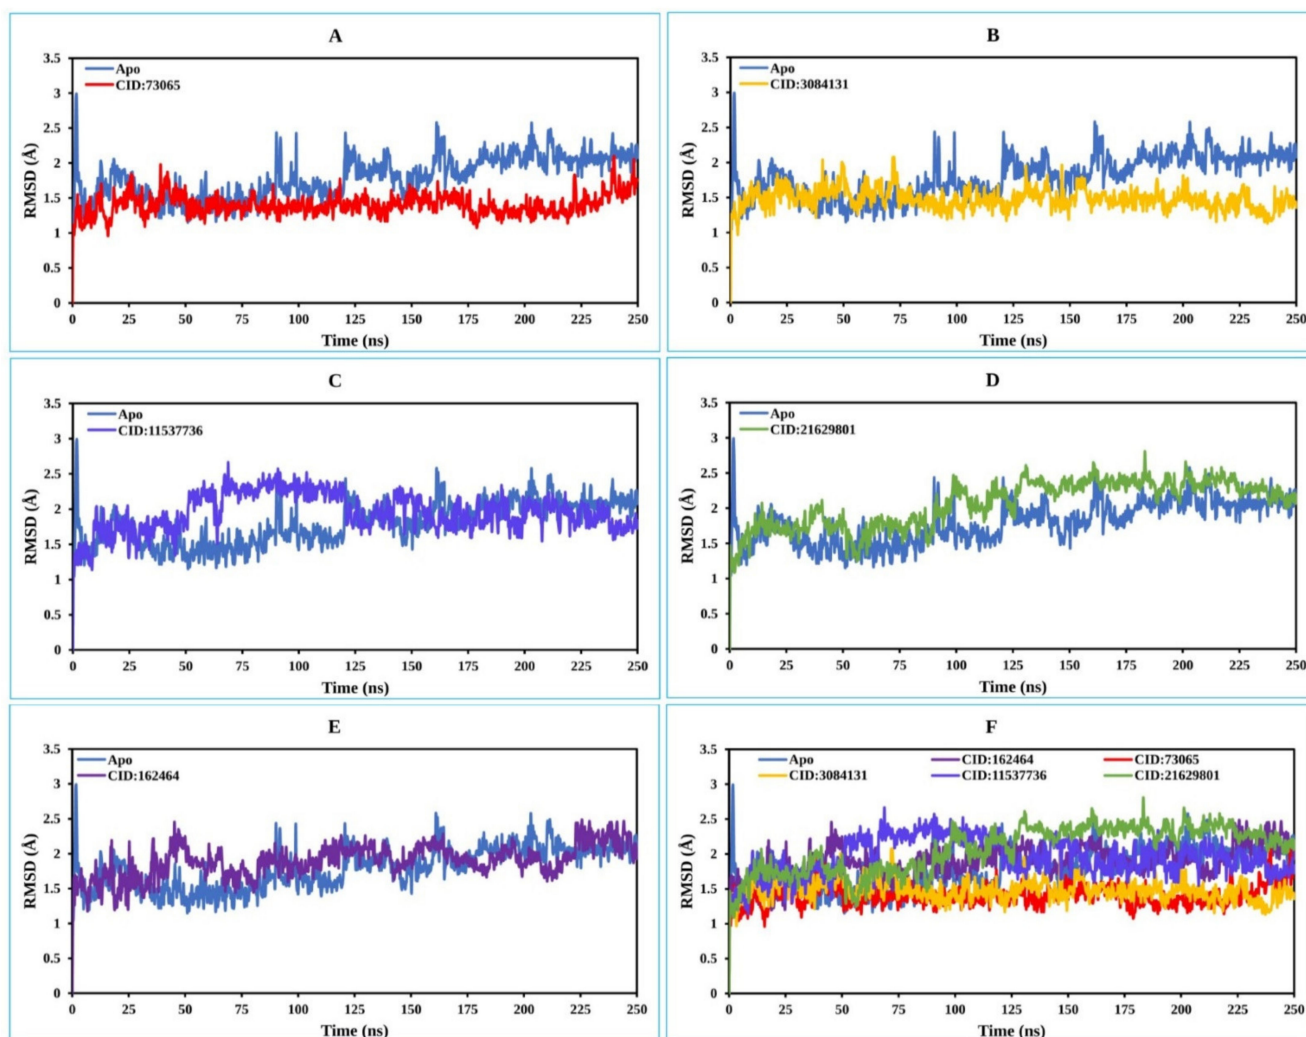 A
3.5
Apo
CID:73065
3
2.5
2
1.5
1
0.5
0
RMSD (Å)
0 25 50 75 100 125 150 175 200 225 250
Time (ns)
B
3.5
Apo
CID:3084131
3
2.5
2
1.5
1
0.5
0
RMSD (Å)
0 25 50 75 100 125 150 175 200 225 250
Time (ns)
C
3.5
Apo
CID:11537736
3
2.5
2
1.5
1
0.5
0
RMSD (Å)
0 25 50 75 100 125 150 175 200 225 250
Time (ns)
D
3.5
Apo
CID:21629801
3
2.5
2
1.5
1
0.5
0
RMSD (Å)
0 25 50 75 100 125 150 175 200 225 250
Time (ns)
E
3.5
Apo
CID:162464
3
2.5
2
1.5
1
0.5
0
RMSD (Å)
0 25 50 75 100 125 150 175 200 225 250
Time (ns)
F
3.5
Apo CID:162464 CID:73065
CID:3084131 CID:11537736 CID:21629801
3
2.5
2
1.5
1
0.5
0
RMSD (Å)
0 25 50 75 100 125 150 175 200 225 250
Time (ns)